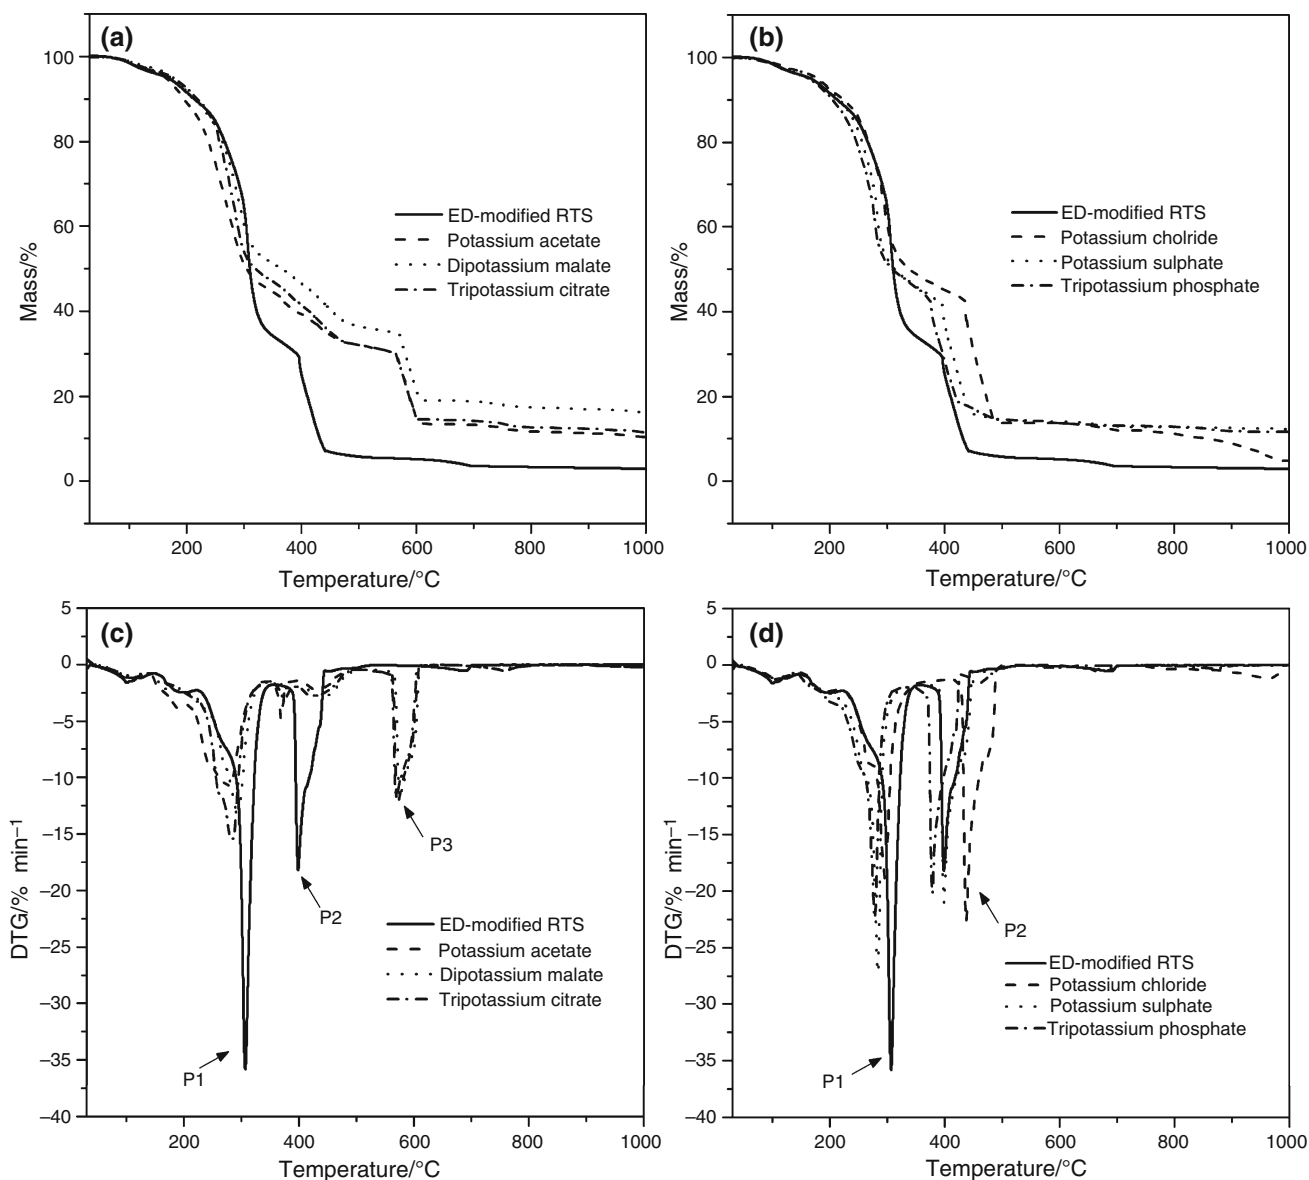 (a)
100
80
60
40
20
0
Mass/%
ED-modified RTS
Potassium acetate
Dipotassium malate
Tripotassium citrate
200 400 600 800 1000
Temperature/°C
(b)
100
80
60
40
20
0
Mass/%
ED-modified RTS
Potassium cholride
Potassium sulphate
Tripotassium phosphate
200 400 600 800 1000
Temperature/°C
(c)
5
0
–5
–10
–15
–20
–25
–30
–35
–40
DTG/% min–1
P3
P2
ED-modified RTS
Potassium acetate
Dipotassium malate
Tripotassium citrate
P1
200 400 600 800 1000
Temperature/°C
(d)
5
0
–5
–10
–15
–20
–25
–30
–35
–40
DTG/% min–1
P2
ED-modified RTS
Potassium chloride
Potassium sulphate
Tripotassium phosphate
P1
200 400 600 800 1000
Temperature/°C